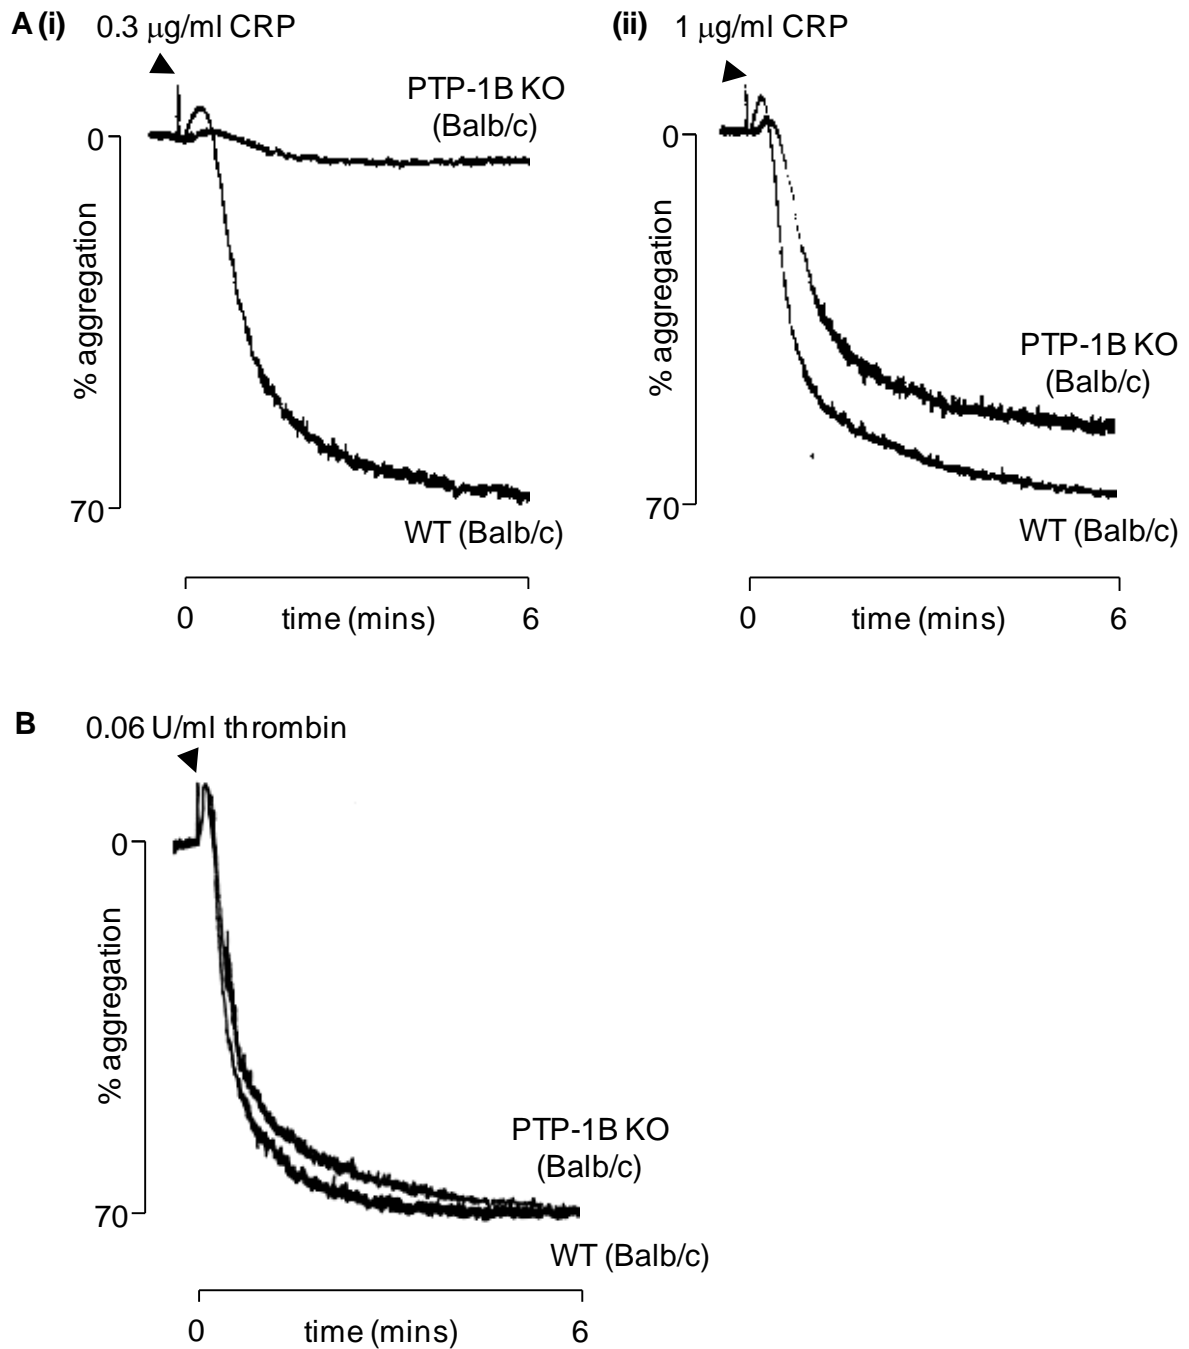 A (i) 0.3 μg/ml CRP
PTP-1B KO
(Balb/c)
0
% aggregation
70
WT (Balb/c)
0 time (mins) 6
(ii) 1 μg/ml CRP
0
% aggregation
PTP-1B KO
(Balb/c)
70
WT (Balb/c)
0 time (mins) 6
B 0.06 U/ml thrombin
0
% aggregation
PTP-1B KO
(Balb/c)
70
WT (Balb/c)
0 time (mins) 6